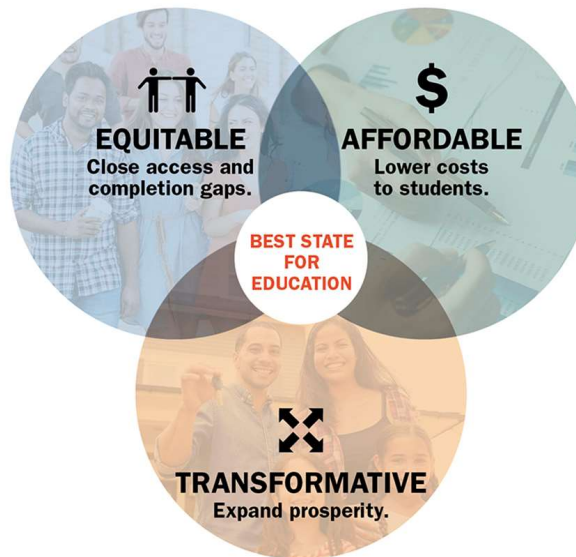 EQUITABLE
Close access and
completion gaps.
$
AFFORDABLE
Lower costs
to students.
BEST STATE
FOR
EDUCATION
TRANSFORMATIVE
Expand prosperity.